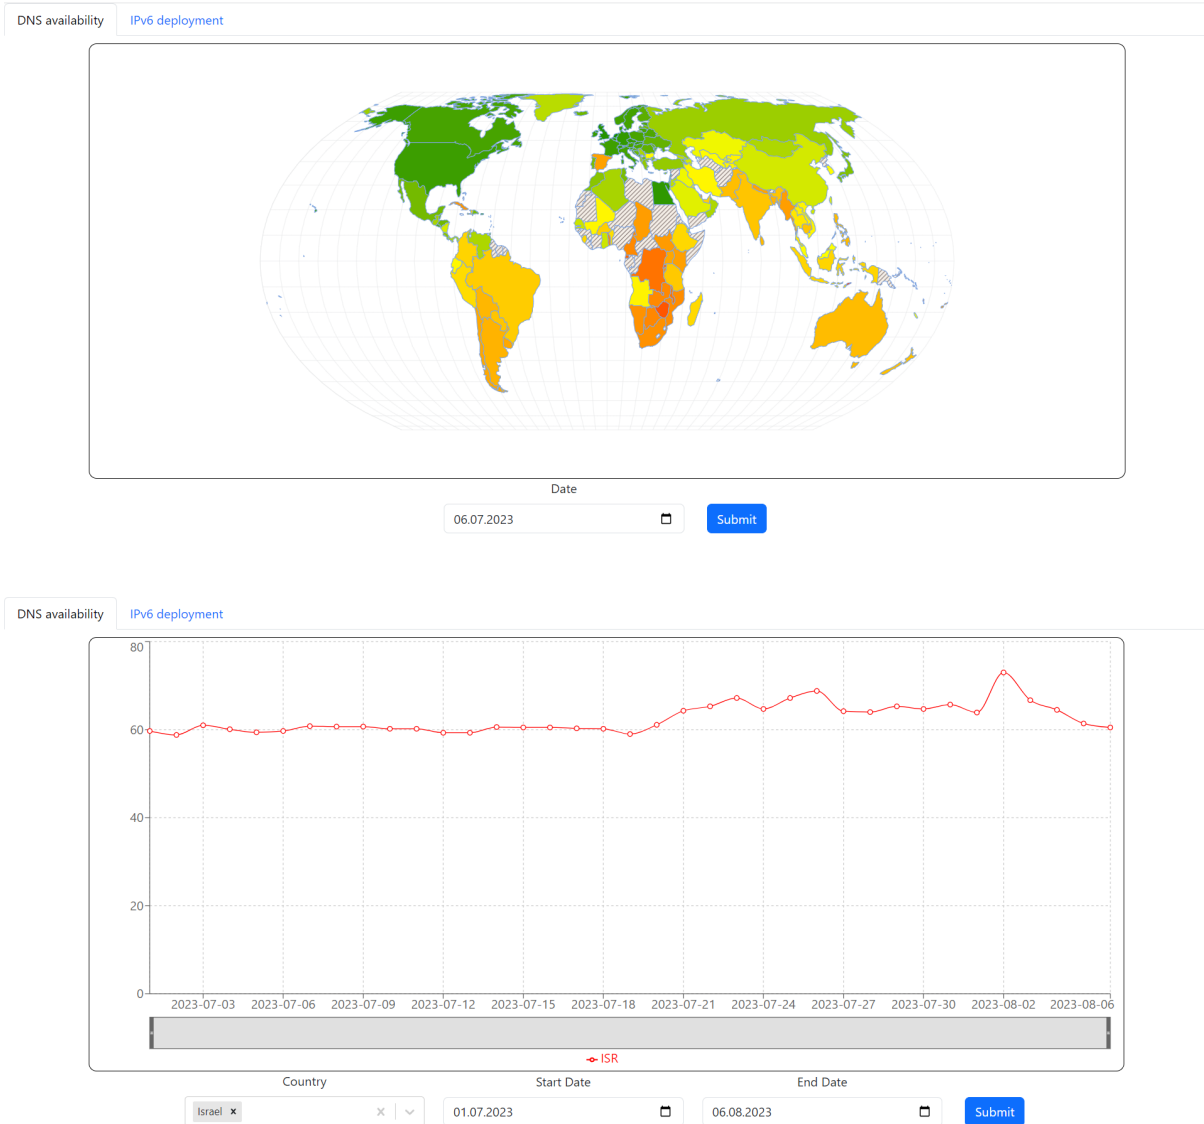 DNS availability IPv6 deployment
Date
06.07.2023 Submit
DNS availability IPv6 deployment
80
60
40
20
0
2023-07-03 2023-07-06 2023-07-09 2023-07-12 2023-07-15 2023-07-18 2023-07-21 2023-07-24 2023-07-27 2023-07-30 2023-08-02 2023-08-06
ISR
Country Start Date End Date
Israel x 01.07.2023 06.08.2023 Submit